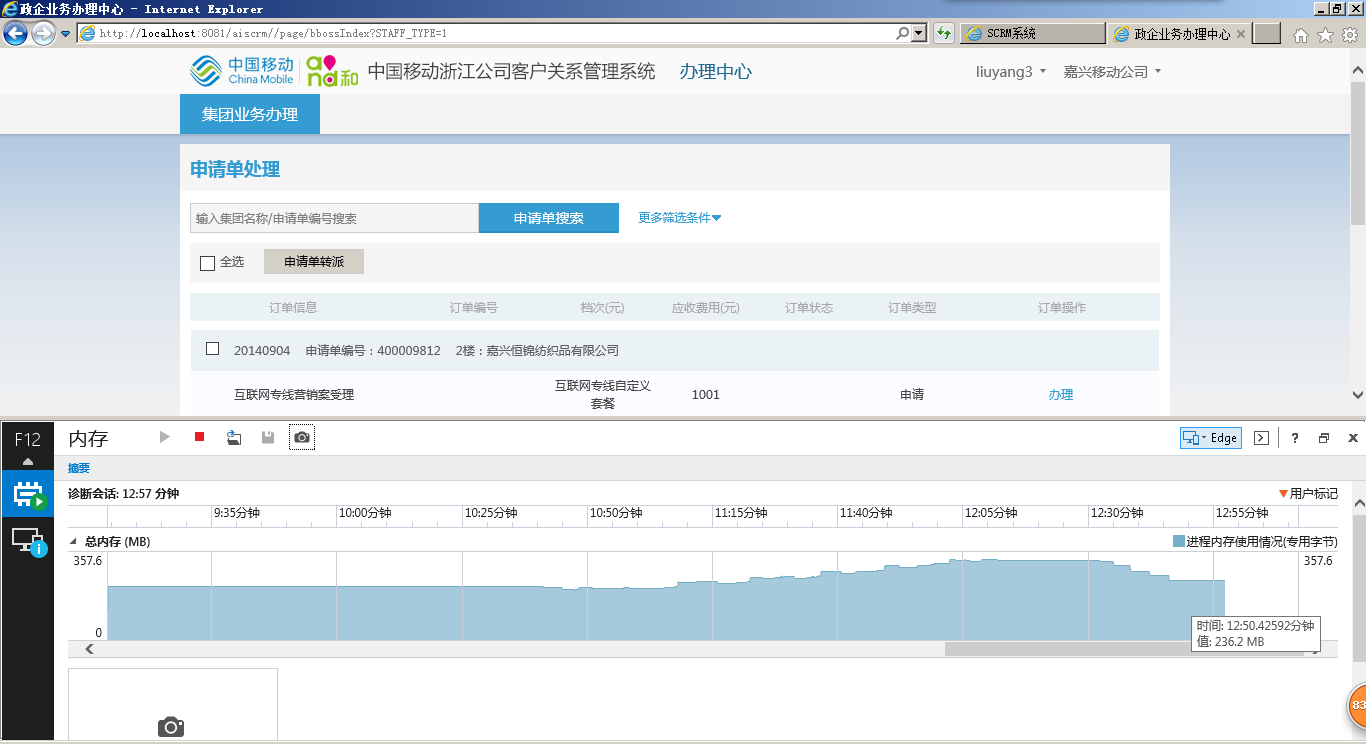 政企业务办理中心 - Internet Explorer
http://localhost:8081/aiscrm//page/bbossIndex?STAFF_TYPE=1
SCRM系统
政企业务办理中心
中国移动
China Mobile
and和
中国移动浙江公司客户关系管理系统
办理中心
liuyang3
嘉兴移动公司
集团业务办理
申请单处理
输入集团名称/申请单编号搜索
申请单搜索
更多筛选条件
全选
申请单转派
订单信息 订单编号 档次(元) 应收费用(元) 订单状态 订单类型 订单操作
20140904 申请单编号：400009812 2楼：嘉兴恒锦纺织品有限公司
互联网专线营销案受理
互联网专线自定义
套餐
1001
申请
办理
F12
内存
Edge
?
摘要
诊断会话: 12:57 分钟
用户标记
9:35分钟 10:00分钟 10:25分钟 10:50分钟 11:15分钟 11:40分钟 12:05分钟 12:30分钟 12:55分钟
总内存 (MB)
进程内存使用情况(专用字节)
357.6
357.6
0
时间: 12:50.42592分钟
值: 236.2 MB
83